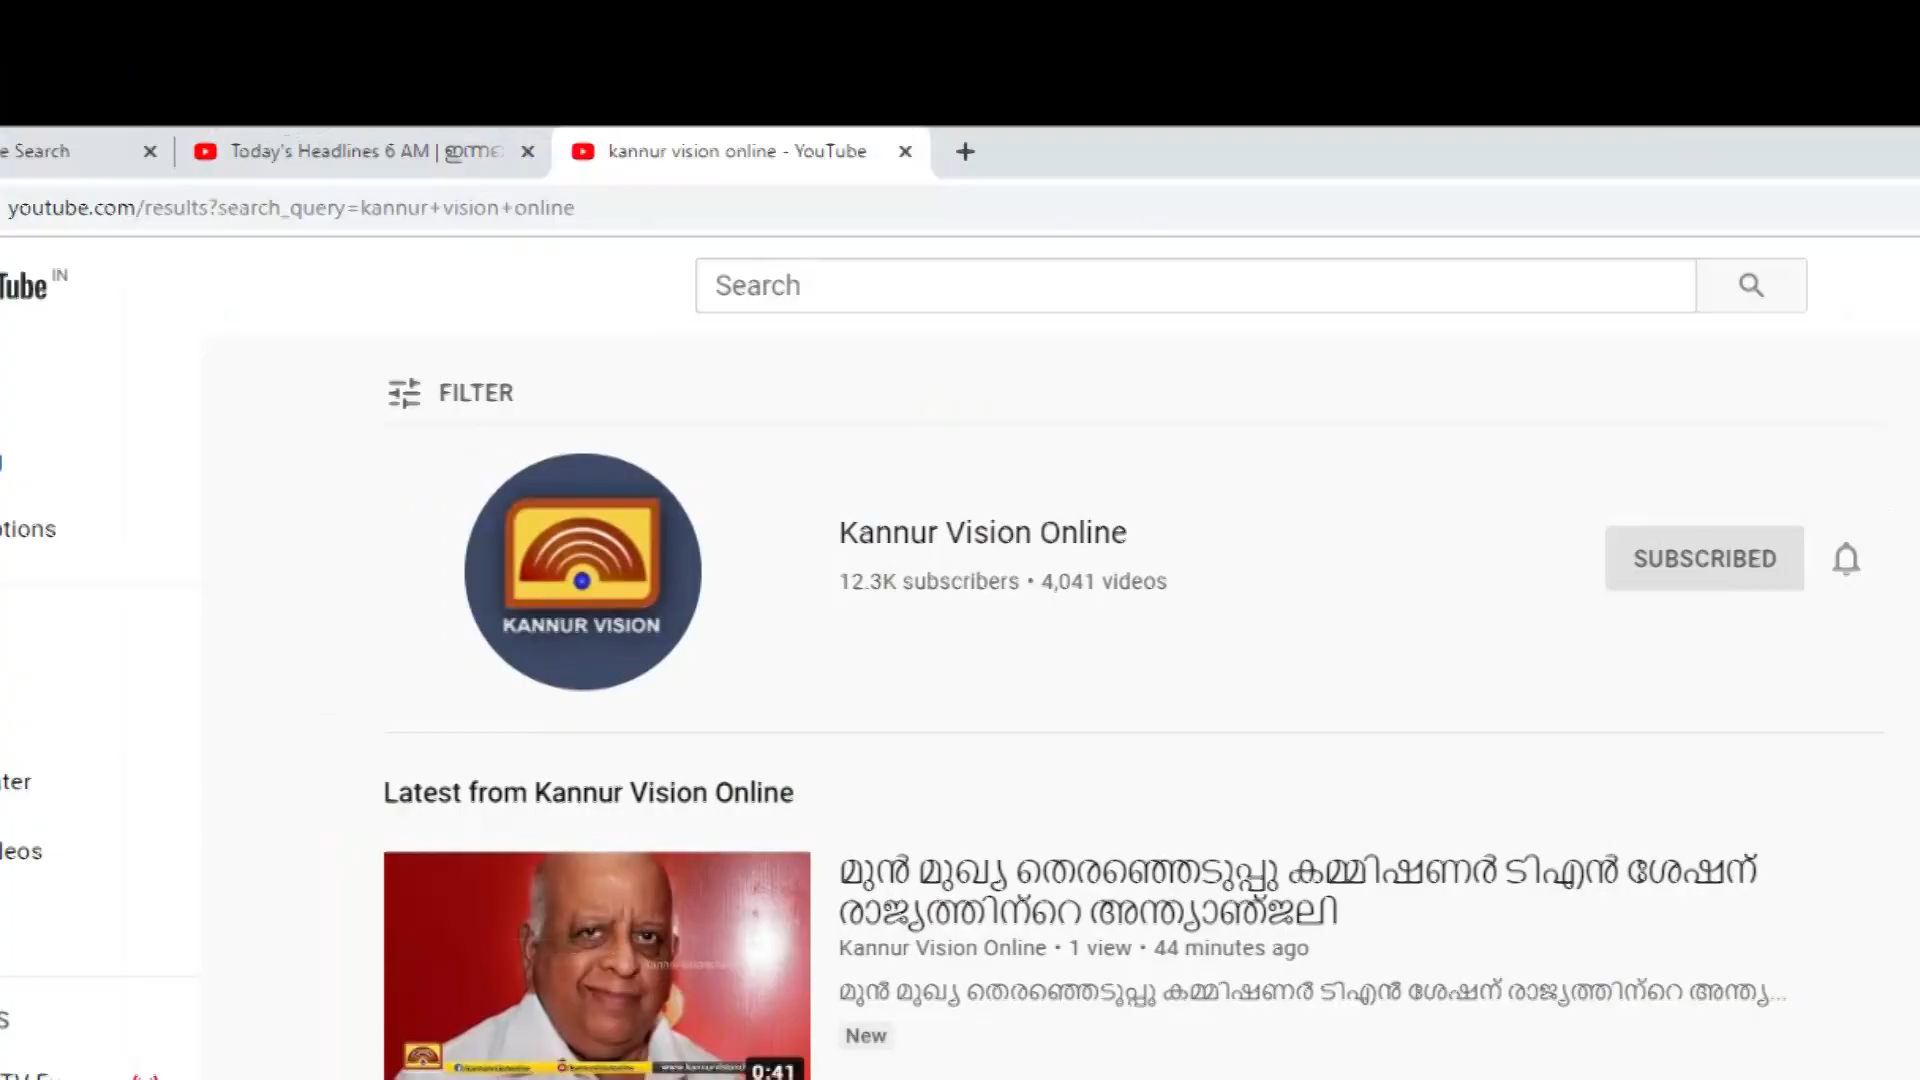 e Search
Today's Headlines 6 AM |
kannur vision online - YouTube
youtube.com/results?search_query=kannur+vision+online
Tube IN
Search
FILTER
KANNUR VISION
Kannur Vision Online
12.3K subscribers • 4,041 videos
SUBSCRIBED
tions
ter
leos
S
Latest from Kannur Vision Online
മുൻ മുഖ്യ തെരഞ്ഞെടുപ്പു കമ്മിഷണർ ടിഎൻ ശേഷന്
രാജ്യത്തിന്റെ അന്ത്യാഞ്ജലി
Kannur Vision Online • 1 view • 44 minutes ago
മുൻ മുഖ്യ തെരഞ്ഞെടുപ്പു കമ്മിഷണർ ടിഎൻ ശേഷന് രാജ്യത്തിന്റെ അന്ത്യ...
New
0:41